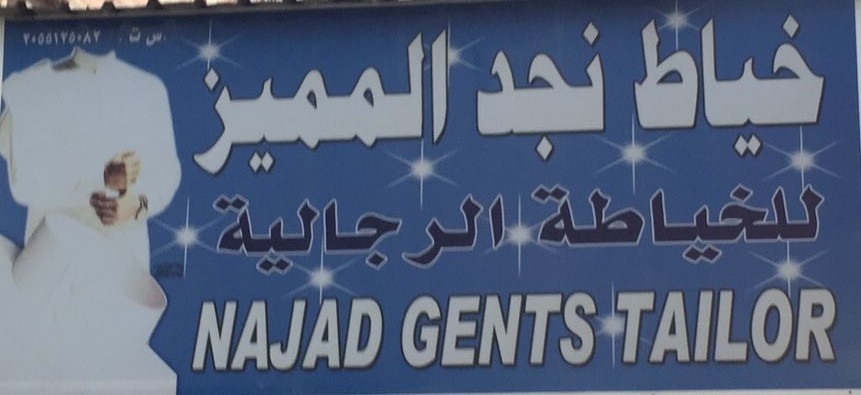 س ت . ٢٠٥٥١٢٥٠٨٢
خياط نجد المميز
للخياطة الرجالية
NAJAD GENTS TAILOR